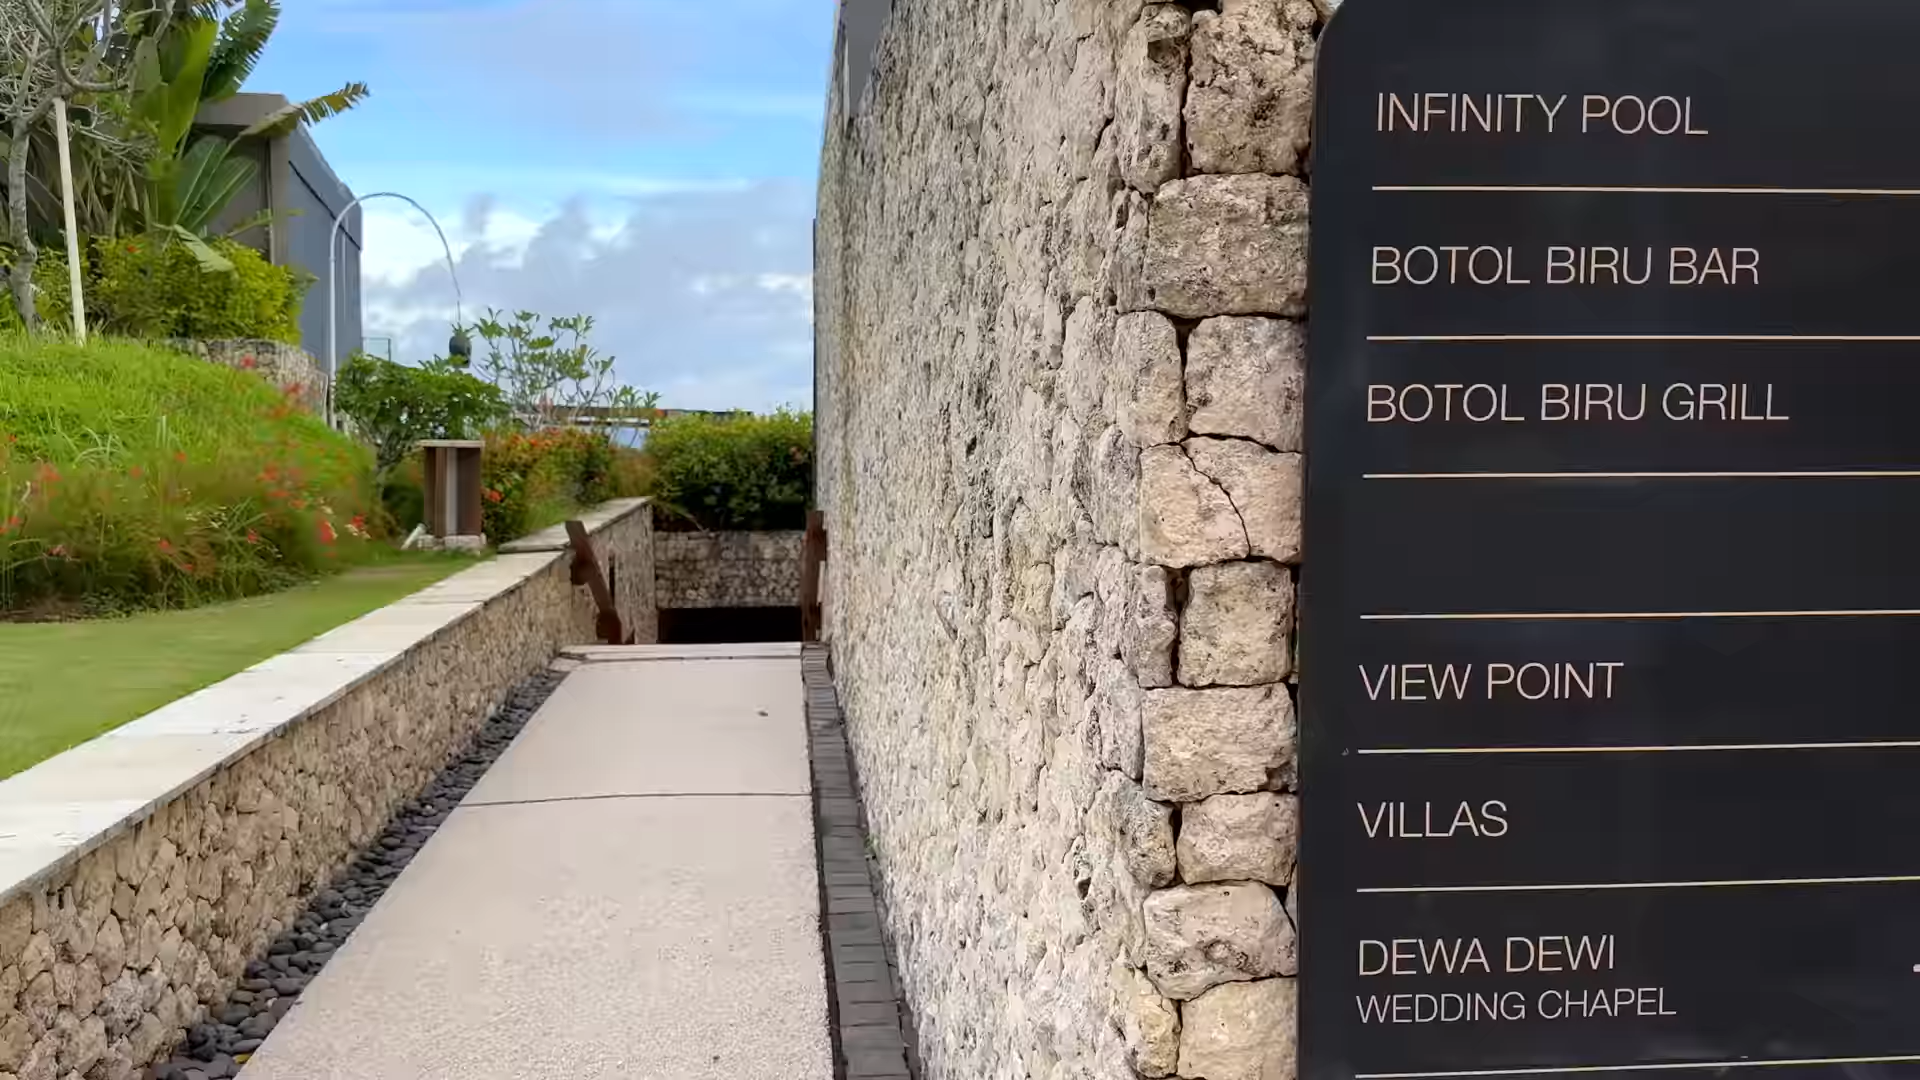 INFINITY POOL
BOTOL BIRU BAR
BOTOL BIRU GRILL
VIEW POINT
VILLAS
DEWA DEWI
WEDDING CHAPEL